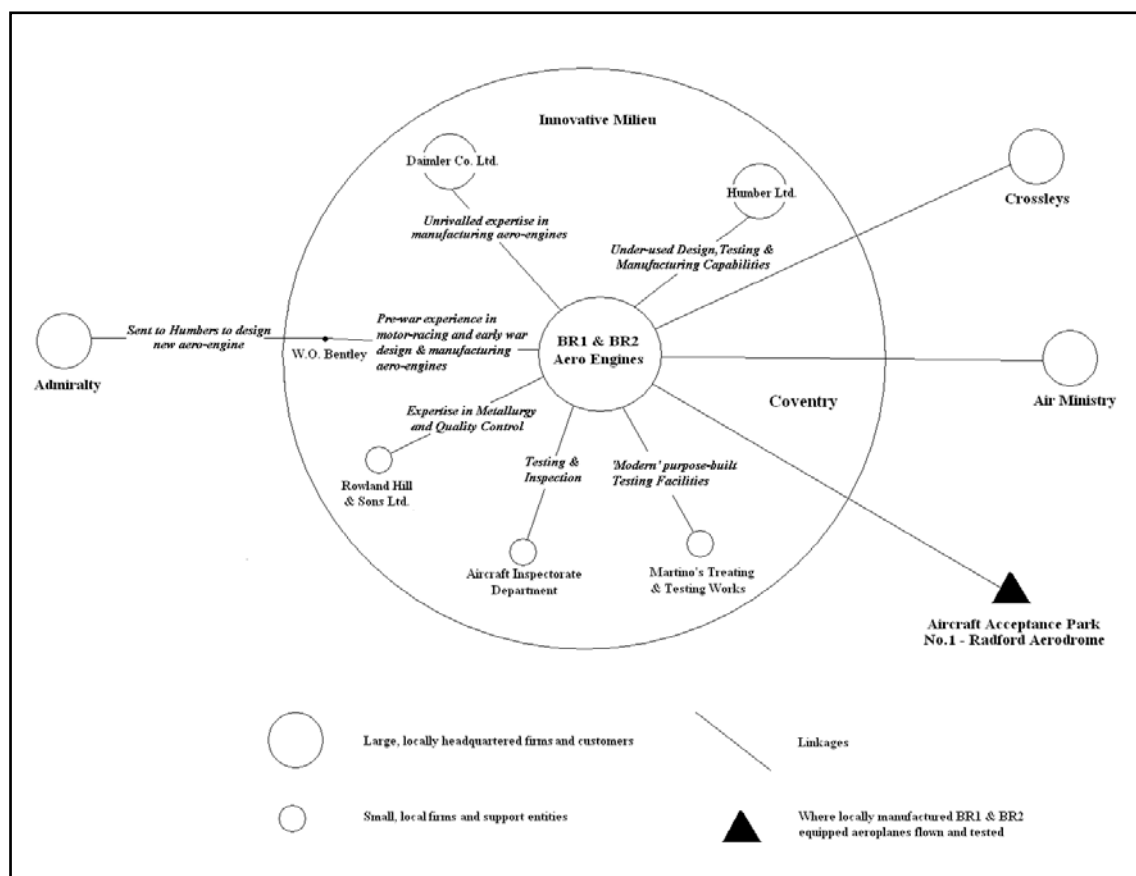 Innovative Milieu
Daimler Co. Ltd.
Humber Ltd.
Crossleys
Unrivalled expertise in
manufacturing aero-engines
Under-used Design, Testing &
Manufacturing Capabilities
Sent to Humbers to design
new aero-engine
W.O. Bentley
Pre-war experience in
motor-racing and early war
design & manufacturing
aero-engines
BR1 & BR2
Aero Engines
Admiralty
Air Ministry
Coventry
Expertise in Metallurgy
and Quality Control
Testing &
Inspection
'Modern' purpose-built
Testing Facilities
Rowland Hill
& Sons Ltd.
Aircraft Inspectorate
Department
Martino's Treating
& Testing Works
Aircraft Acceptance Park
No.1 - Radford Aerodrome
Large, locally headquartered firms and customers
Linkages
Small, local firms and support entities
Where locally manufactured BR1 & BR2
equipped aeroplanes flown and tested